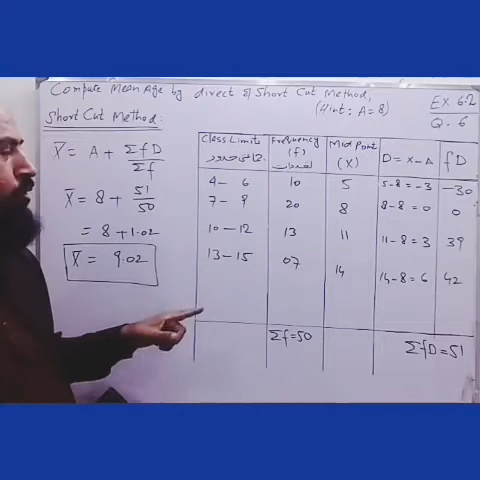 Compute Mean Age by direct & Short Cut Method,
(Hint: A=8)
EX 6.2
Q. 6
Short Cut Method:
X̄ = A + ΣfD/Σf
X̄ = 8 + 51/50
= 8 + 1.02
X̄ = 9.02
Class Limits Frequency (f) Mid Point (X) D = x - A fD
جماعتی حدود تعددات
4 - 6 10 5 5-8 = -3 -30
7 - 9 20 8 8-8 = 0 0
10 - 12 13 11 11-8 = 3 39
13 - 15 07 14 14-8 = 6 42
Σf = 50 ΣfD = 51